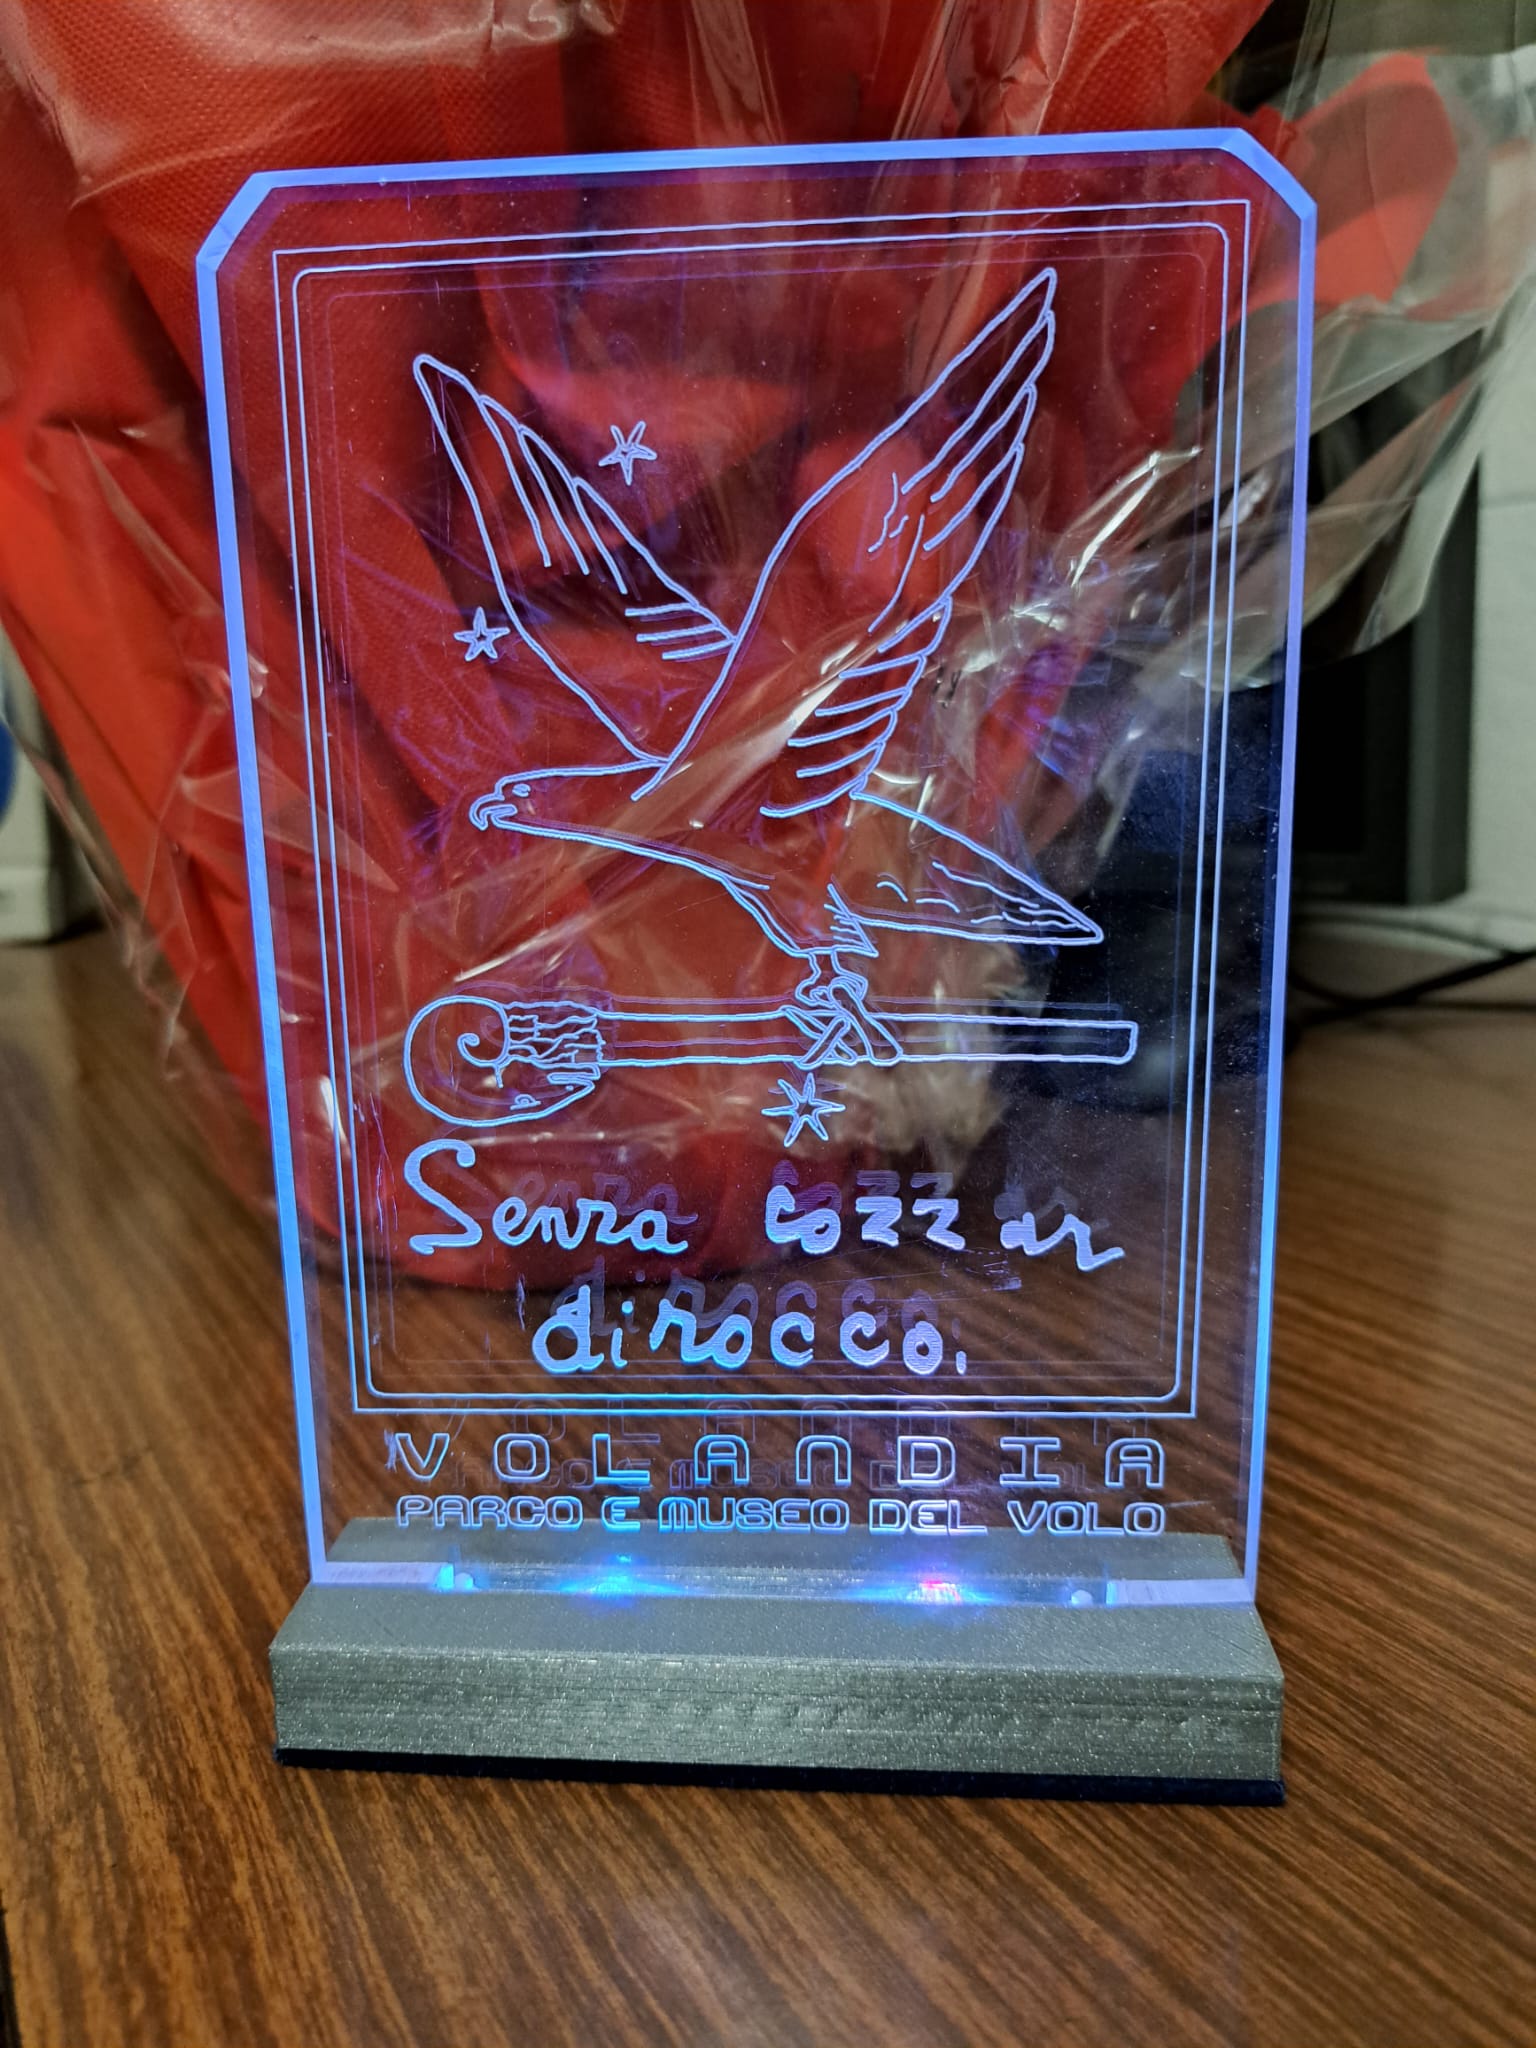 Senza cozzar
dirocco.
VOLANDIA
PARCO E MUSEO DEL VOLO